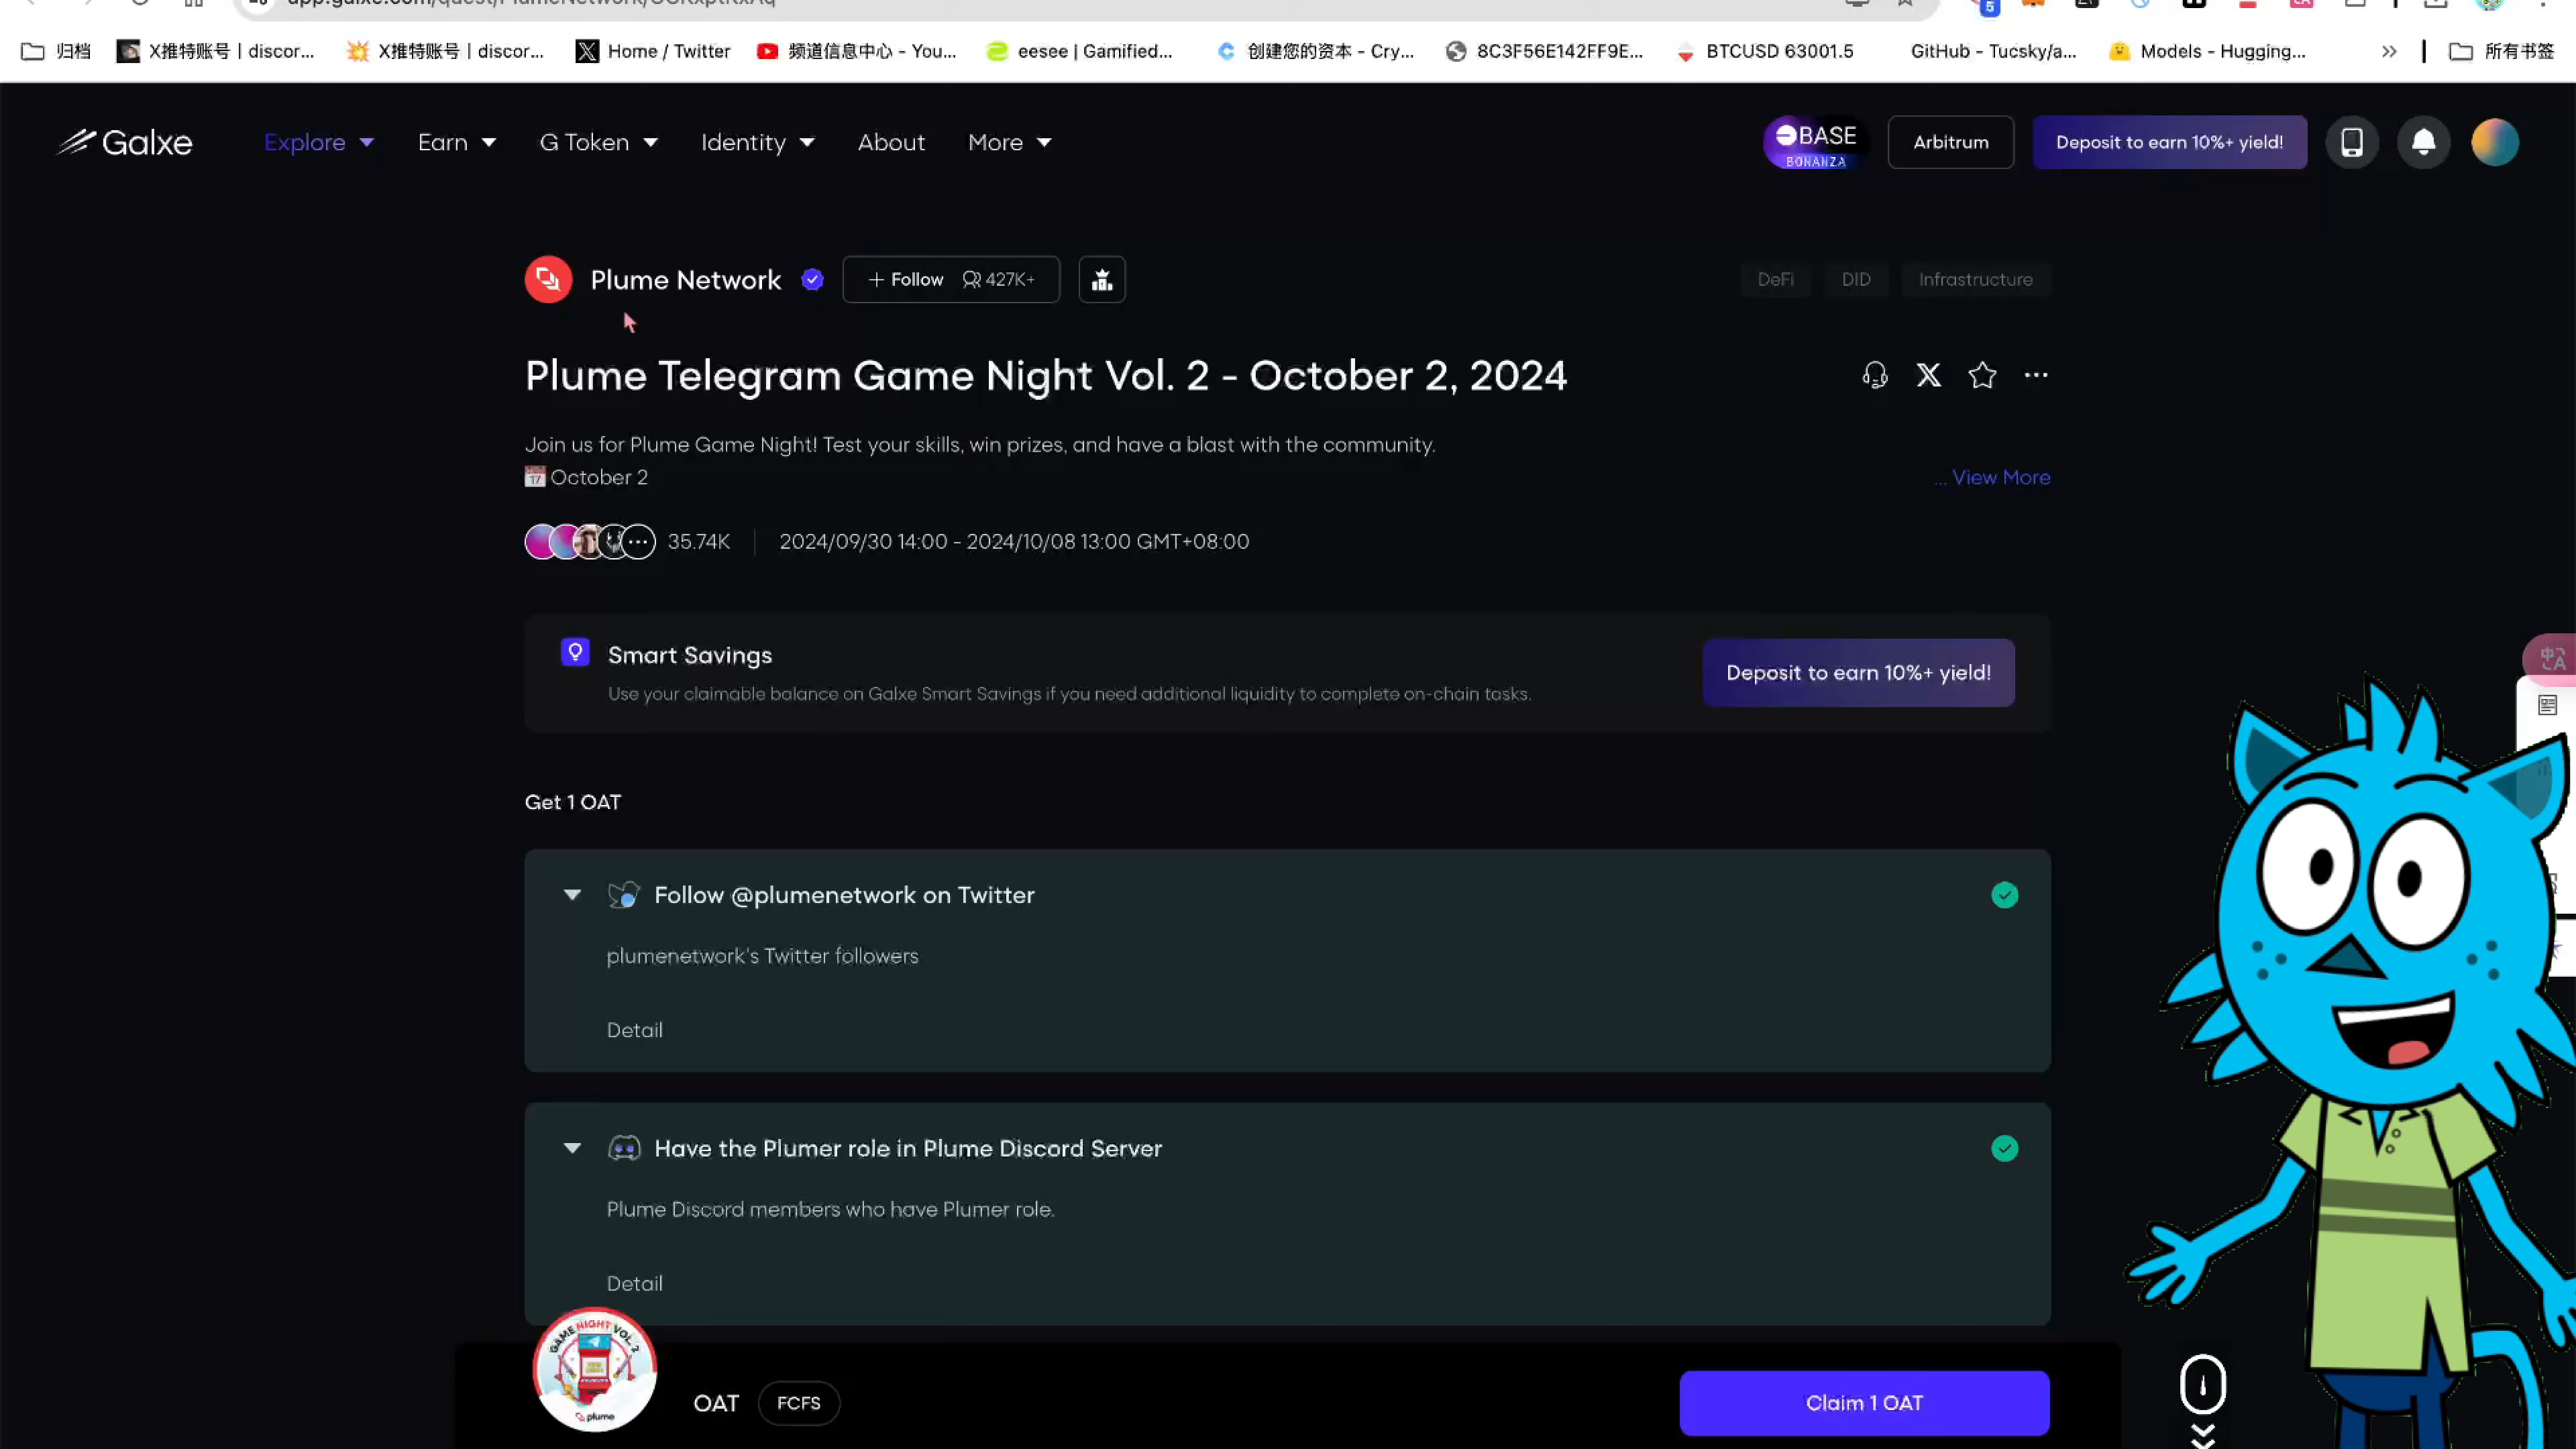 归档
X推特账号 | discor...
X推特账号 | discor...
Home / Twitter
频道信息中心 - You...
eesee | Gamified...
创建您的资本 - Cry...
8C3F56E142FF9E...
BTCUSD 63001.5
GitHub - Tucsky/a...
Models - Hugging...
所有书签
Galxe
Explore
Earn
G Token
Identity
About
More
BASE
BONANZA
Arbitrum
Deposit to earn 10%+ yield!
Plume Network
+ Follow 427K+
DeFi
DID
Infrastructure
Plume Telegram Game Night Vol. 2 - October 2, 2024
Join us for Plume Game Night! Test your skills, win prizes, and have a blast with the community.
17 October 2
... View More
35.74K
2024/09/30 14:00 - 2024/10/08 13:00 GMT+08:00
Smart Savings
Use your claimable balance on Galxe Smart Savings if you need additional liquidity to complete on-chain tasks.
Deposit to earn 10%+ yield!
Get 1 OAT
Follow @plumenetwork on Twitter
plumenetwork's Twitter followers
Detail
Have the Plumer role in Plume Discord Server
Plume Discord members who have Plumer role.
Detail
GAME NIGHT VOL. 2
plume
OAT
FCFS
Claim 1 OAT